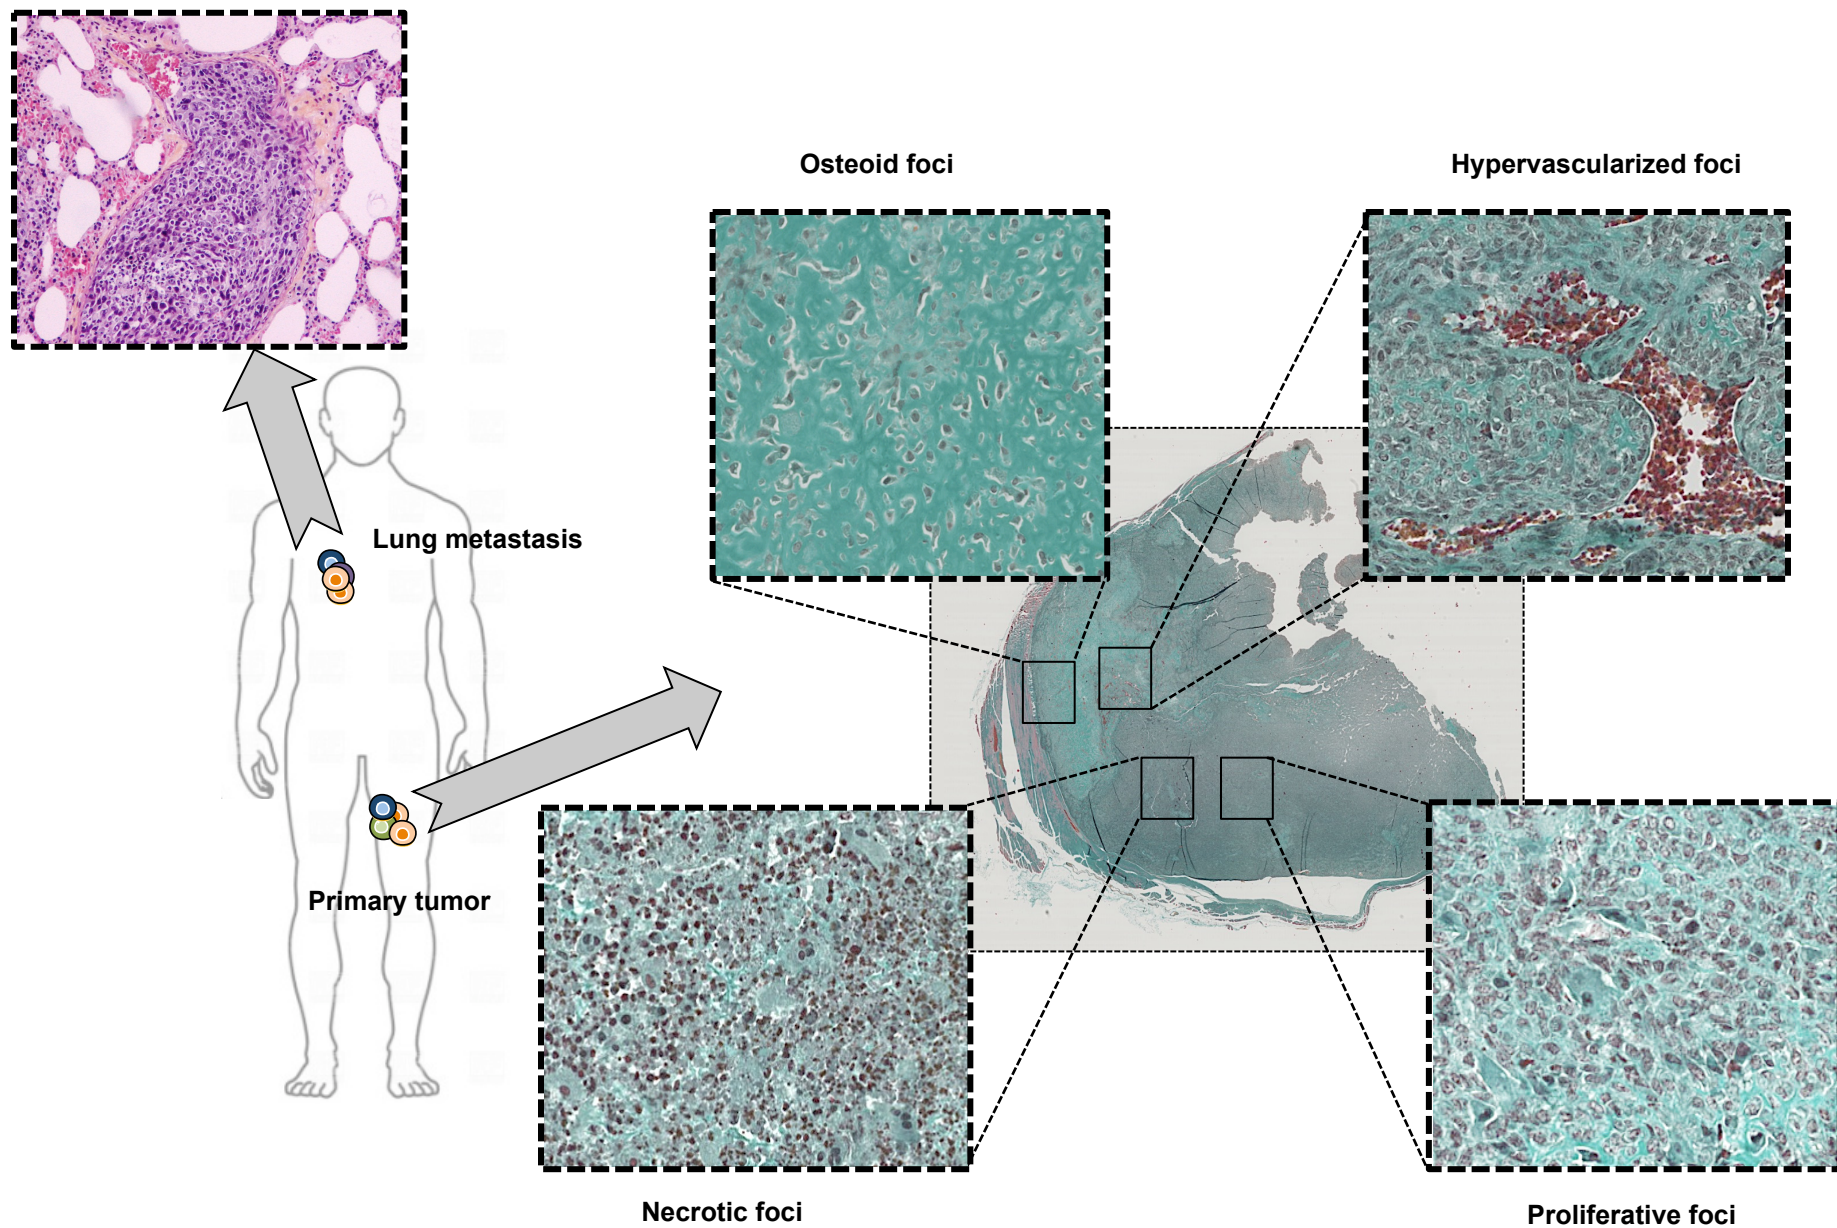 Osteoid foci
Hypervascularized foci
Lung metastasis
Primary tumor
Necrotic foci
Proliferative foci